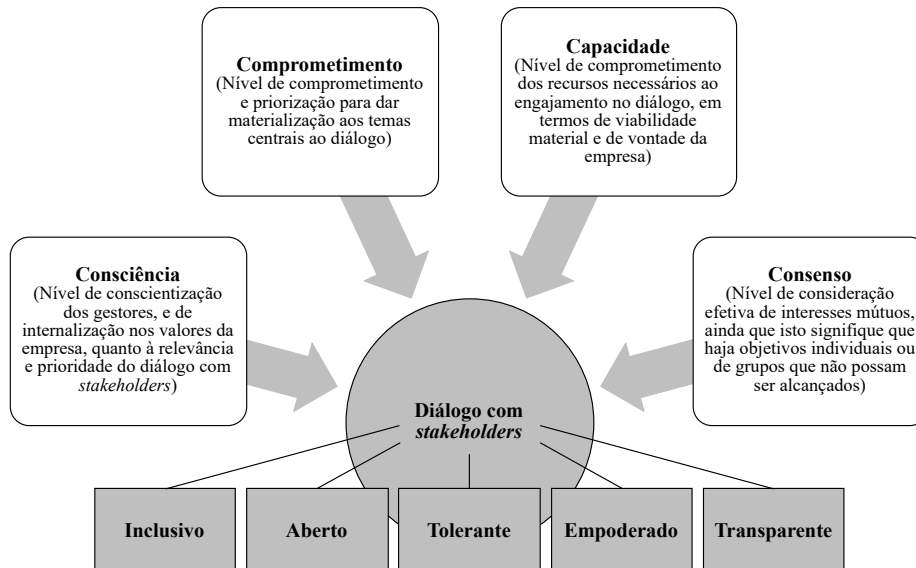 Comprometimento
(Nível de comprometimento
e priorização para dar
materialização aos temas
centrais ao diálogo)
Capacidade
(Nível de comprometimento
dos recursos necessários ao
engajamento no diálogo, em
termos de viabilidade
material e de vontade da
empresa)
Consciência
(Nível de conscientização
dos gestores, e de
internalização nos valores da
empresa, quanto à relevância
e prioridade do diálogo com
stakeholders)
Consenso
(Nível de consideração
efetiva de interesses mútuos,
ainda que isto signifique que
haja objetivos individuais ou
de grupos que não possam
ser alcançados)
Diálogo com
stakeholders
Inclusivo
Aberto
Tolerante
Empoderado
Transparente